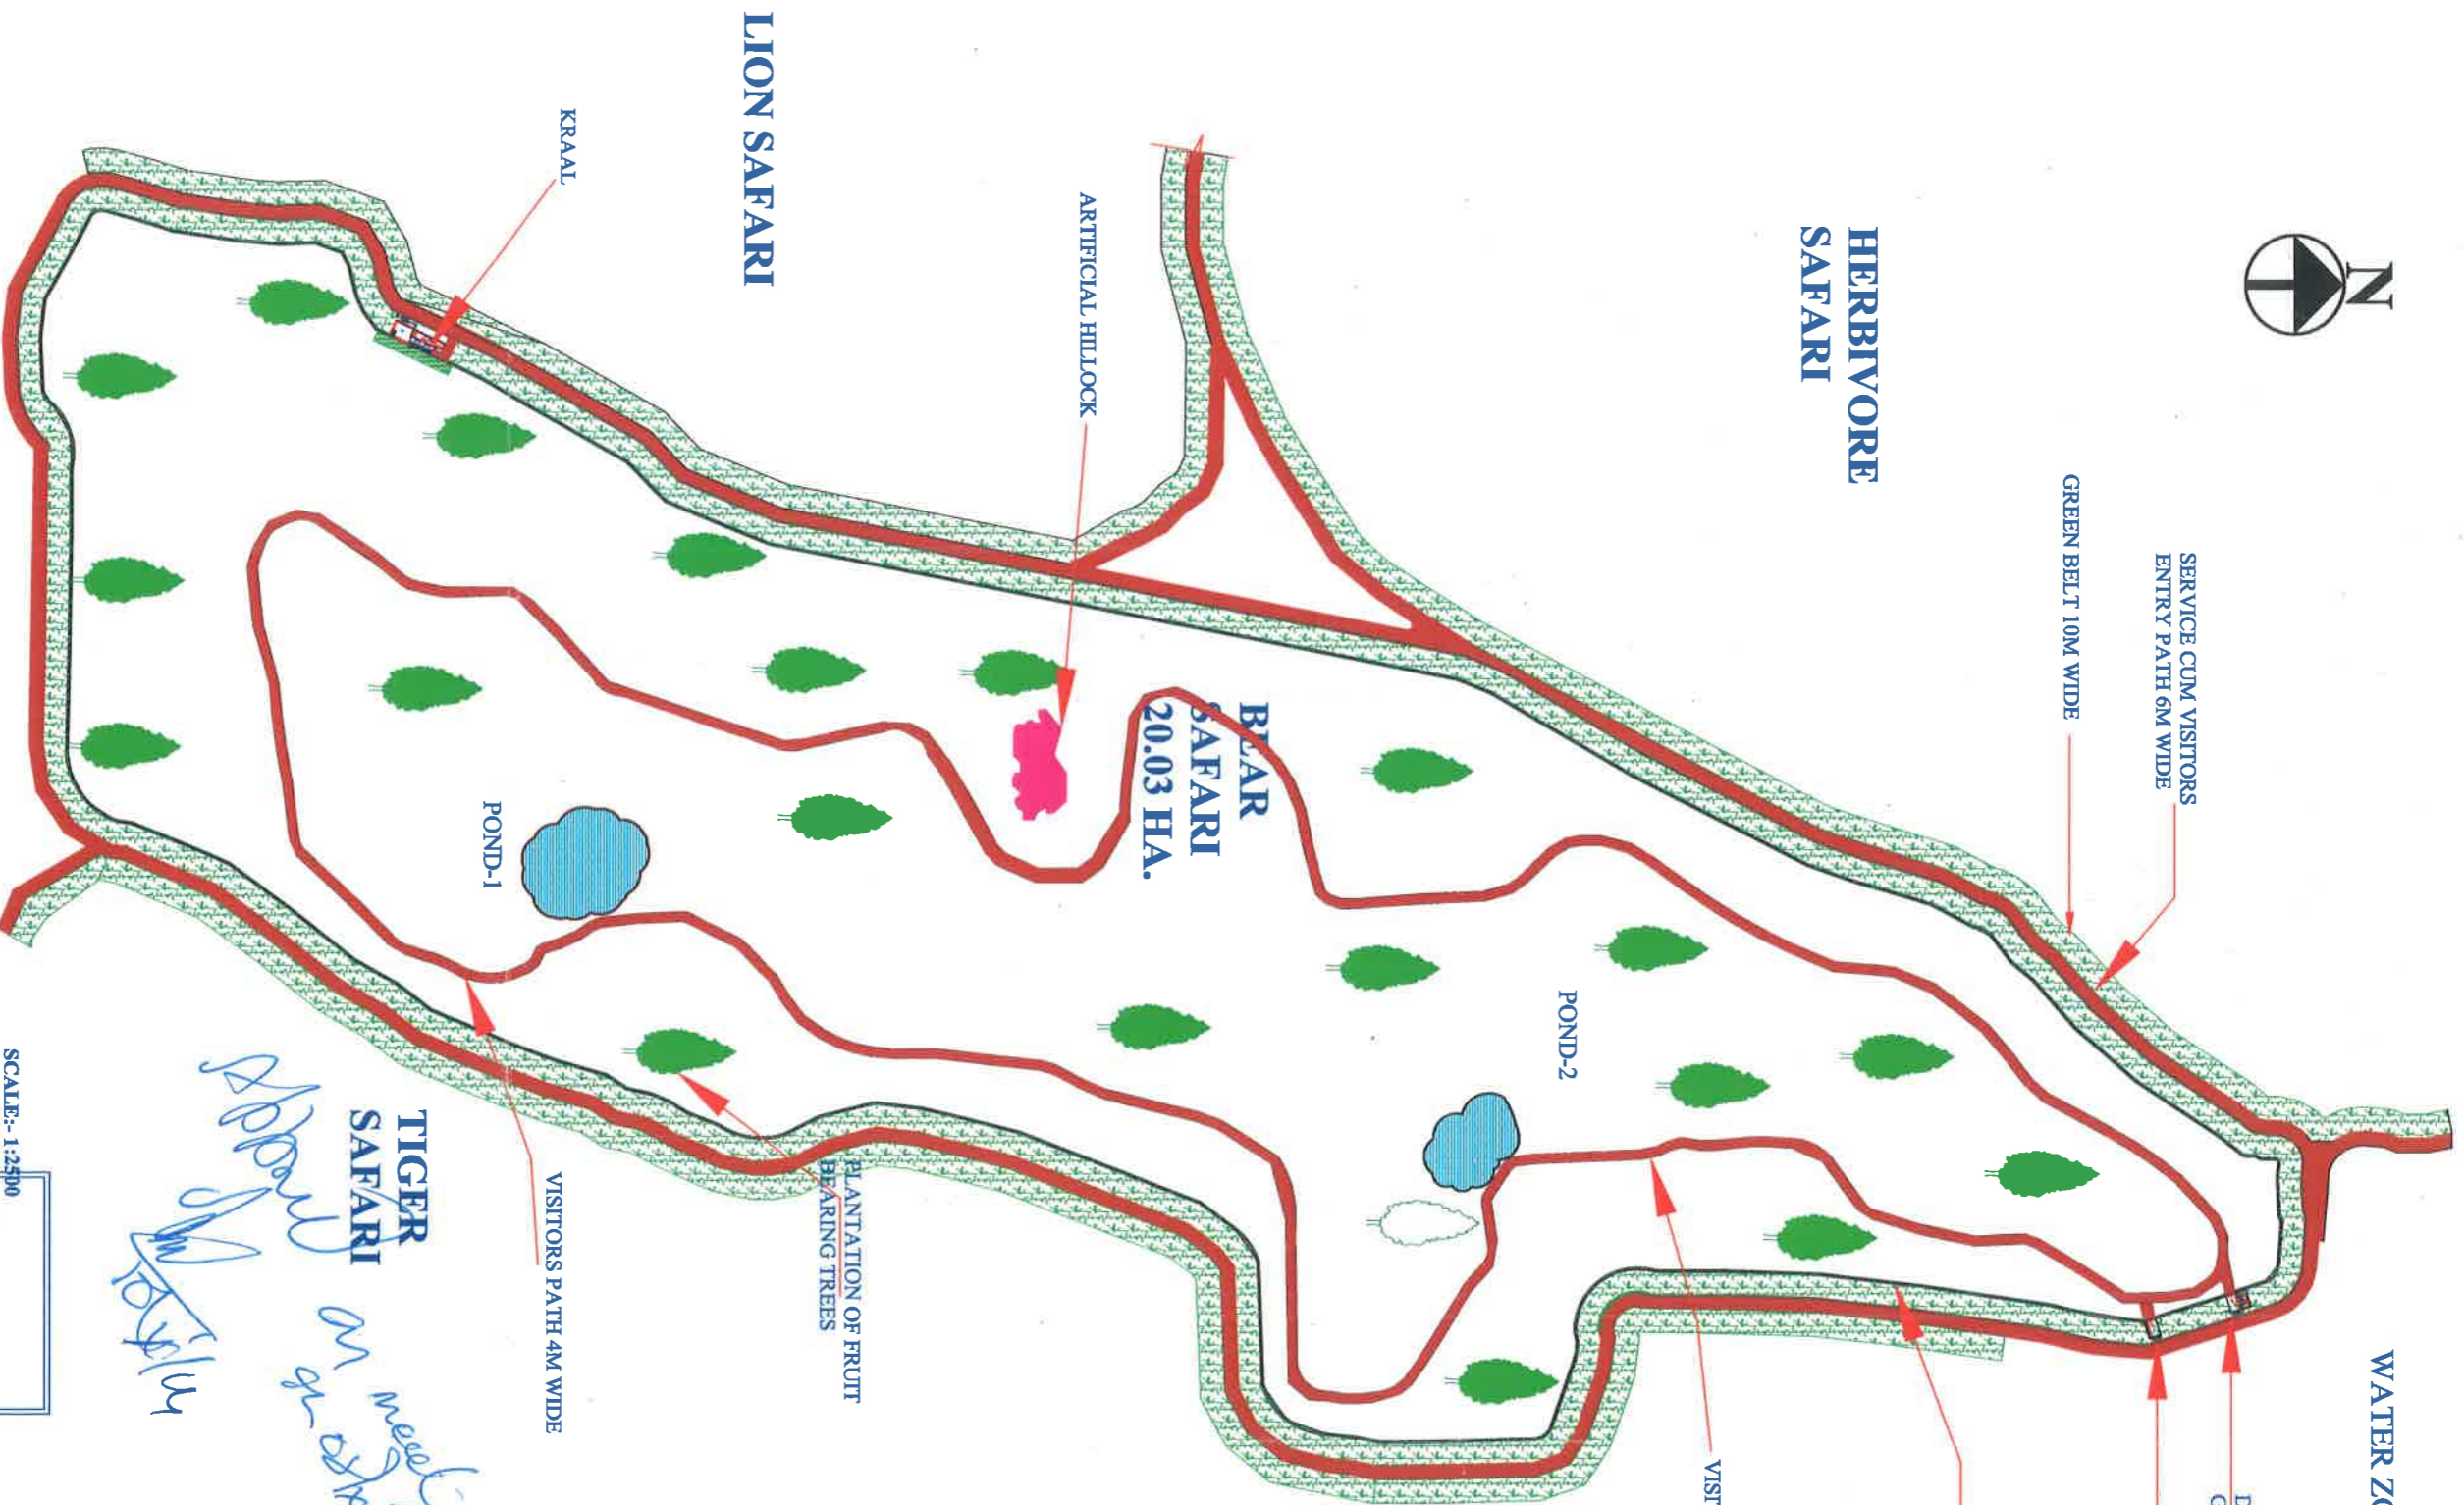 N
HERBIVORE
SAFARI
SERVICE CUM VISITORS
ENTRY PATH 6M WIDE
GREEN BELT 10M WIDE
WATER
LION SAFARI
KRAAL
ARTIFICIAL HILLOCK
BEAR
SAFARI
20.03 HA.
POND-2
POND-1
PLANTATION OF FRUIT
BEARING TREES
VISITORS PATH 4M WIDE
TIGER
SAFARI
SCALE:- 1:2500